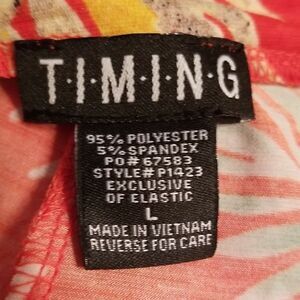 T·I·M·I·N·G
95% POLYESTER
5% SPANDEX
PO# 67583
STYLE# P1423
EXCLUSIVE
OF ELASTIC
L
MADE IN VIETNAM
REVERSE FOR CARE